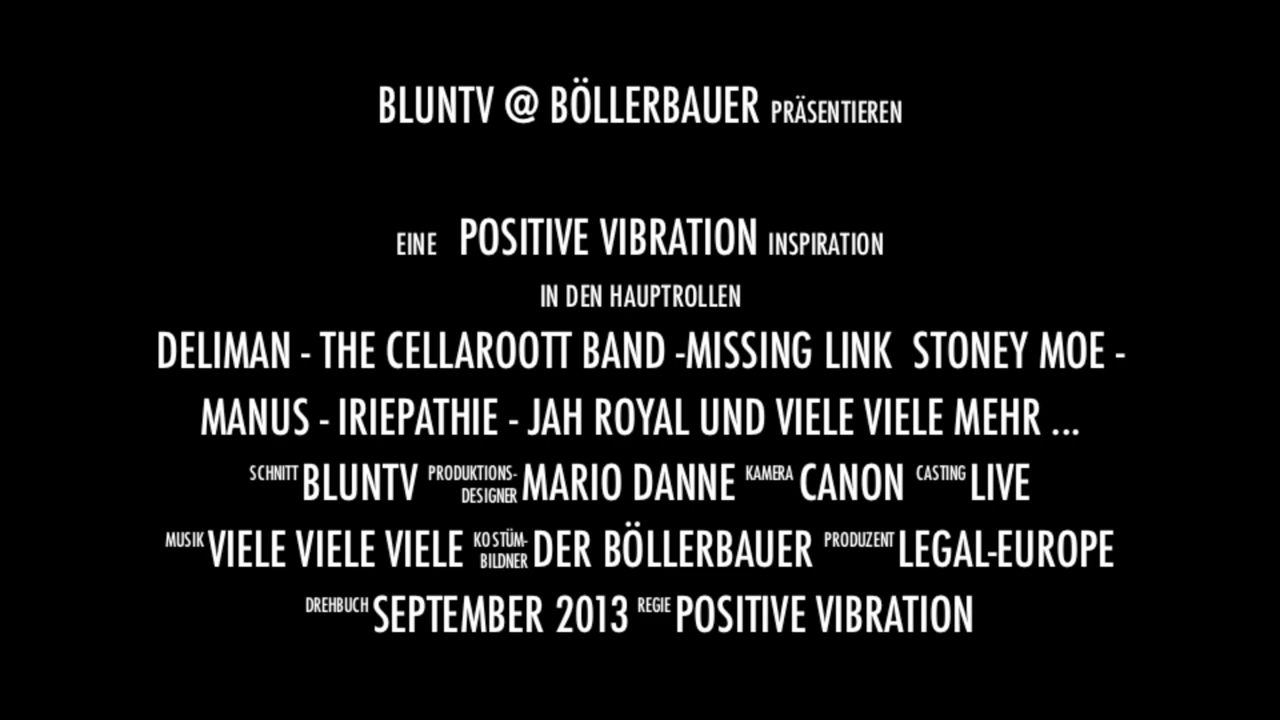 BLUNTV @ BÖLLERBAUER PRÄSENTIEREN
EINE POSITIVE VIBRATION INSPIRATION
IN DEN HAUPTROLLEN
DELIMAN - THE CELLAROOTT BAND -MISSING LINK STONEY MOE -
MANUS - IRIEPATHIE - JAH ROYAL UND VIELE VIELE MEHR ...
SCHNITT BLUNTV PRODUKTIONS-DESIGNER MARIO DANNE KAMERA CANON CASTING LIVE
MUSIK VIELE VIELE VIELE KOSTÜM-BILDNER DER BÖLLERBAUER PRODUZENT LEGAL-EUROPE
DREHBUCH SEPTEMBER 2013 REGIE POSITIVE VIBRATION